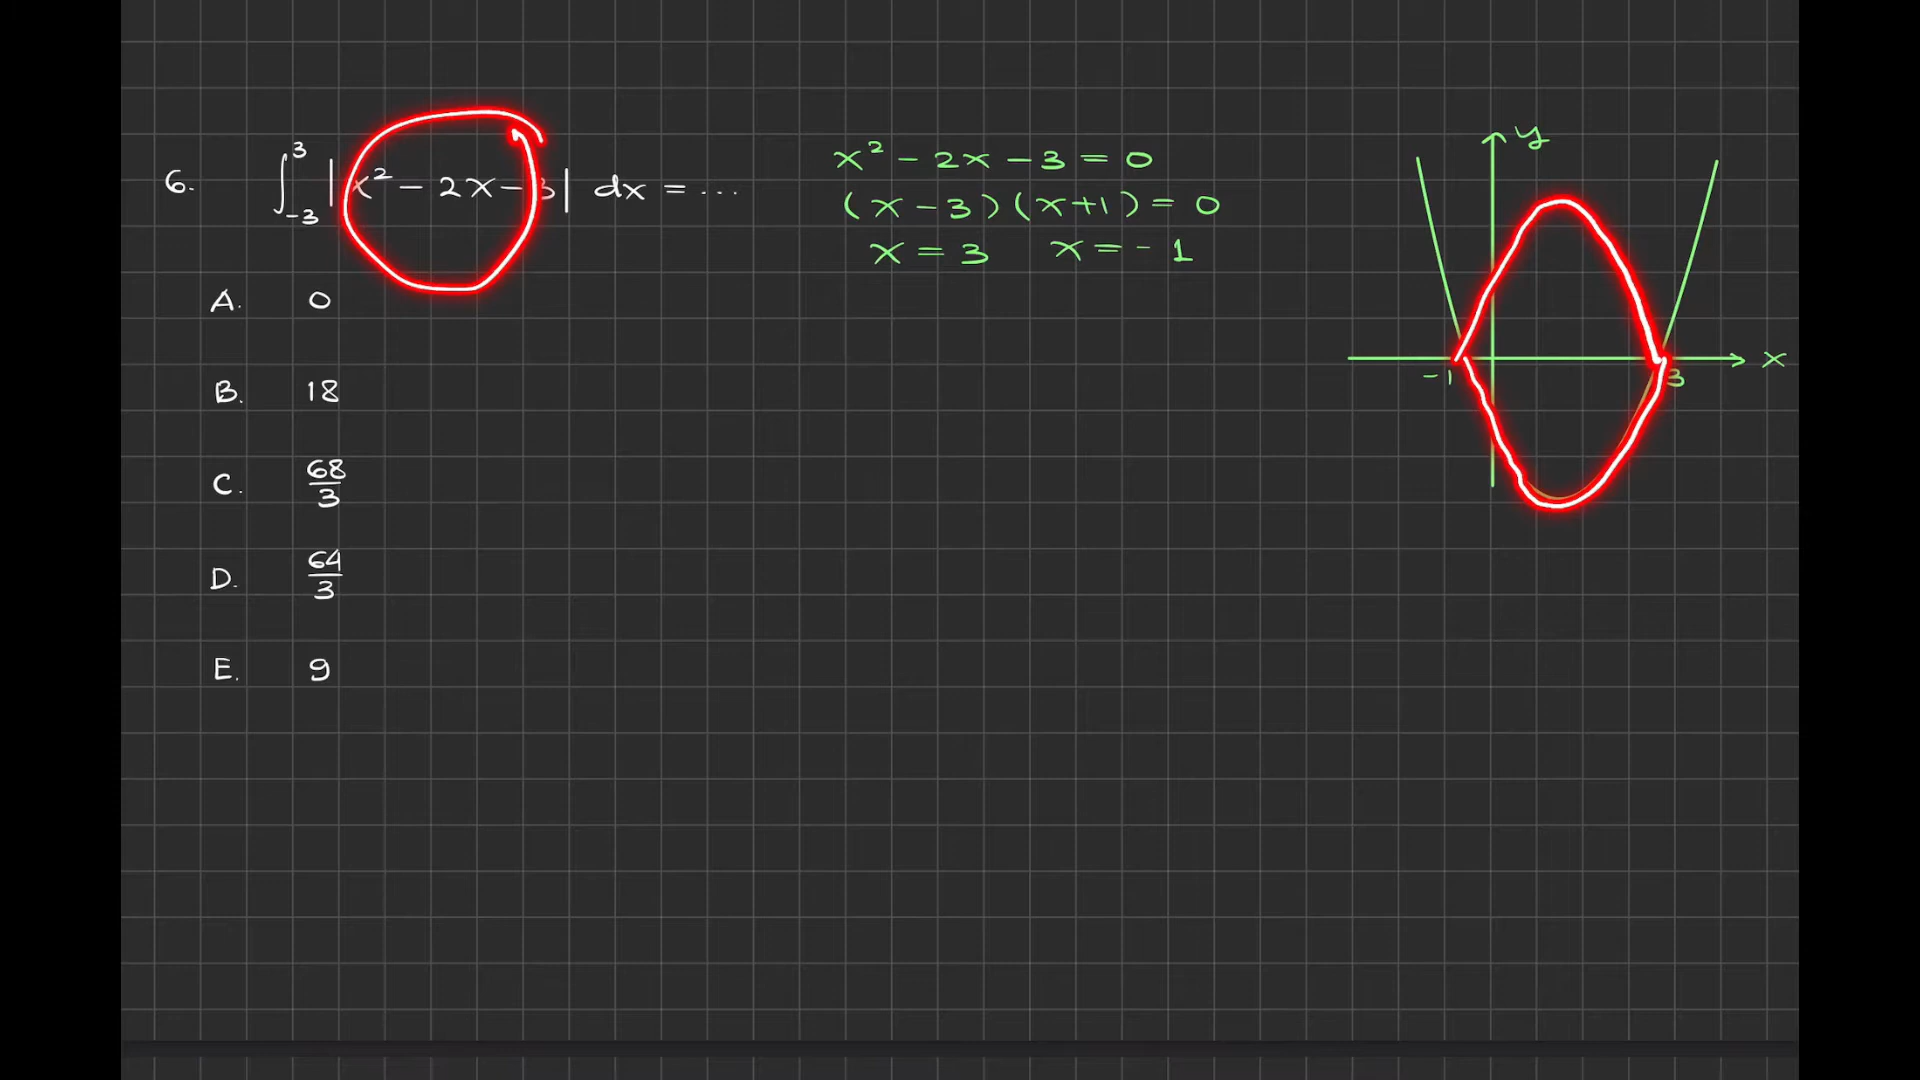 6. ∫₋₃³ |x² - 2x - 3| dx = ...
A. 0
B. 18
C. 68/3
D. 64/3
E. 9
x² - 2x - 3 = 0
(x - 3)(x + 1) = 0
x = 3 x = - 1
y
x
-1
3